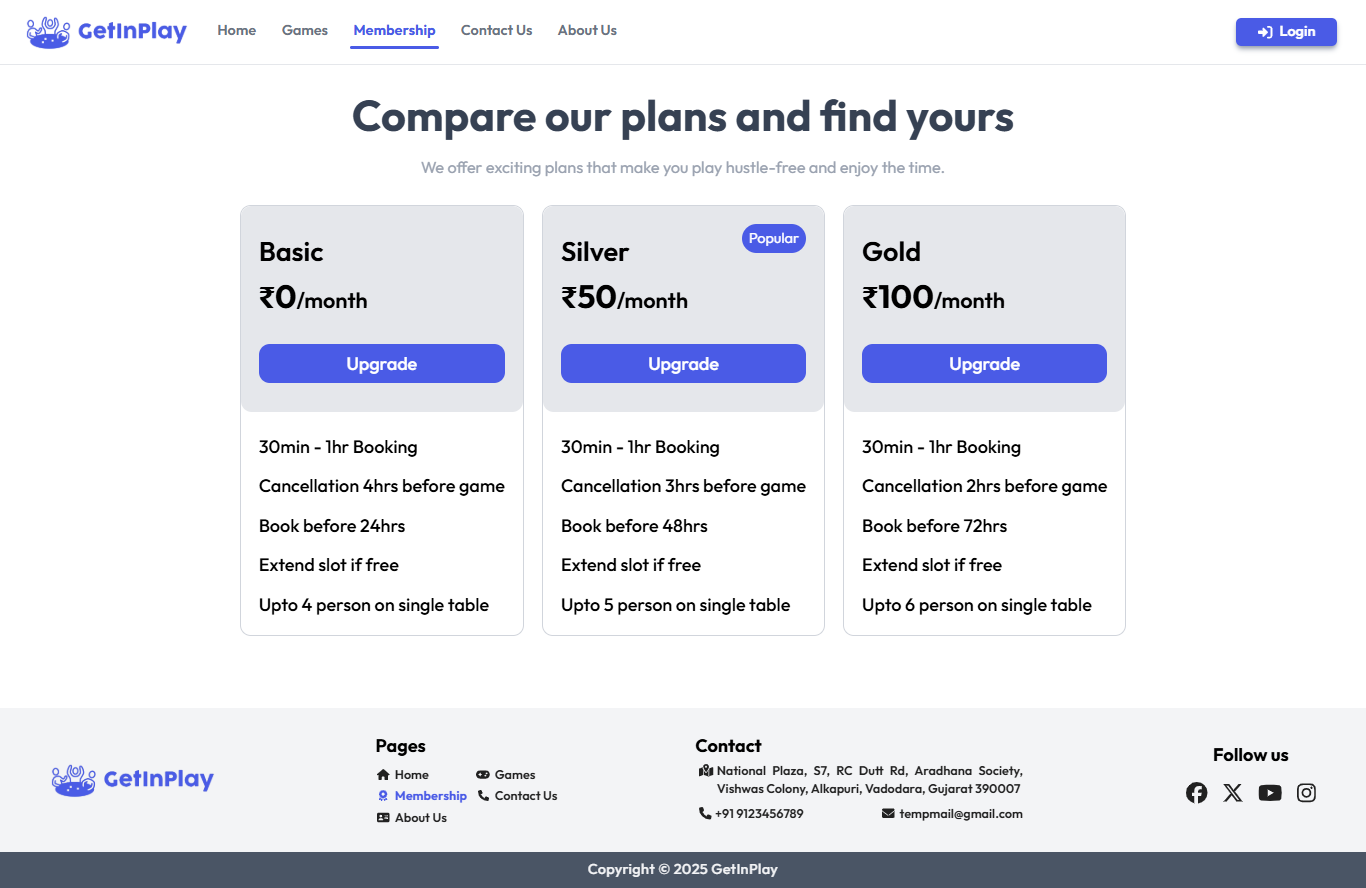 GetInPlay Home Games Membership Contact Us About Us Login
Compare our plans and find yours
We offer exciting plans that make you play hustle-free and enjoy the time.
Basic
₹0/month
Upgrade
30min - 1hr Booking
Cancellation 4hrs before game
Book before 24hrs
Extend slot if free
Upto 4 person on single table
Silver
Popular
₹50/month
Upgrade
30min - 1hr Booking
Cancellation 3hrs before game
Book before 48hrs
Extend slot if free
Upto 5 person on single table
Gold
₹100/month
Upgrade
30min - 1hr Booking
Cancellation 2hrs before game
Book before 72hrs
Extend slot if free
Upto 6 person on single table
GetInPlay
Pages
Home Games
Membership Contact Us
About Us
Contact
National Plaza, S7, RC Dutt Rd, Aradhana Society,
Vishwas Colony, Alkapuri, Vadodara, Gujarat 390007
+91 9123456789 tempmail@gmail.com
Follow us
Copyright © 2025 GetInPlay